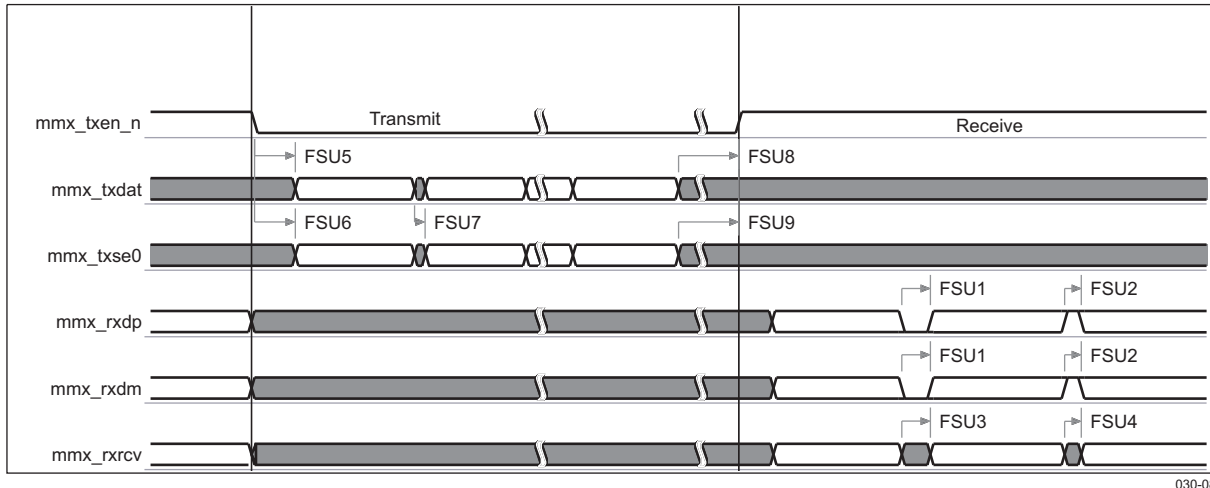 mmx_txen_n
Transmit
Receive
FSU5
FSU8
mmx_txdat
FSU6
FSU7
FSU9
mmx_txse0
FSU1
FSU2
mmx_rxdp
FSU1
FSU2
mmx_rxdm
FSU3
FSU4
mmx_rxrcv